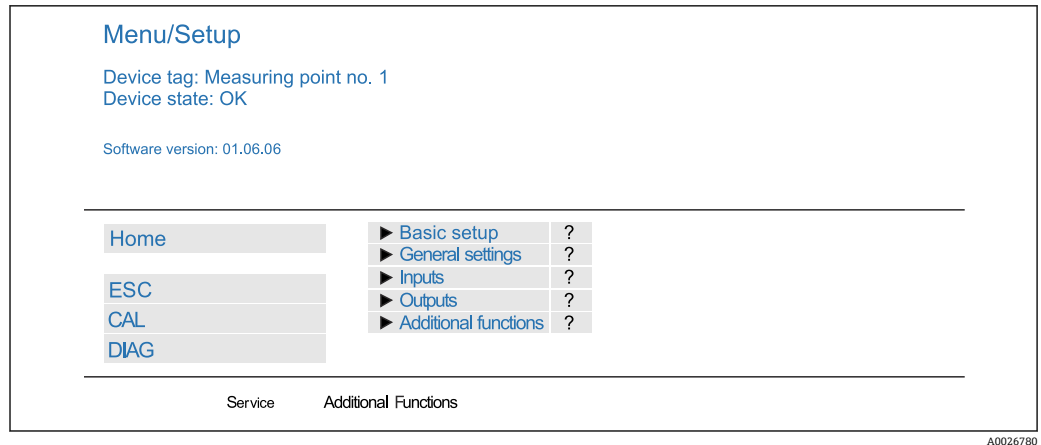 Menu/Setup
Device tag: Measuring point no. 1
Device state: OK
Software version: 01.06.06
Home
ESC
CAL
DIAG
▶ Basic setup ?
▶ General settings ?
▶ Inputs ?
▶ Outputs ?
▶ Additional functions ?
Service Additional Functions
A0026780